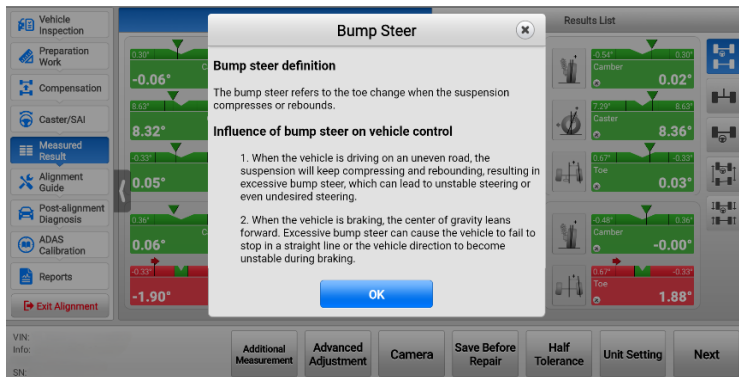 Vehicle
Inspection
Preparation
Work
Compensation
Caster/SAI
Measured
Result
Alignment
Guide
Post-alignment
Diagnosis
ADAS
Calibration
Reports
Exit Alignment
Results List
0.30°
-0.06°
8.63°
8.32°
-0.33°
0.05°
0.36°
0.06°
-0.33°
-1.90°
Bump Steer
Bump steer definition
The bump steer refers to the toe change when the suspension
compresses or rebounds.
Influence of bump steer on vehicle control
1. When the vehicle is driving on an uneven road, the
suspension will keep compressing and rebounding, resulting in
excessive bump steer, which can lead to unstable steering or
even undesired steering.
2. When the vehicle is braking, the center of gravity leans
forward. Excessive bump steer can cause the vehicle to fail to
stop in a straight line or the vehicle direction to become
unstable during braking.
OK
-0.54° 0.30°
Camber
0.02°
7.29° 8.63°
Caster
8.36°
0.67° -0.33°
Toe
0.03°
-0.48° 0.36°
Camber
-0.00°
0.67° -0.33°
Toe
1.88°
VIN:
Info:
SN:
Additional
Measurement
Advanced
Adjustment
Camera
Save Before
Repair
Half
Tolerance
Unit Setting
Next